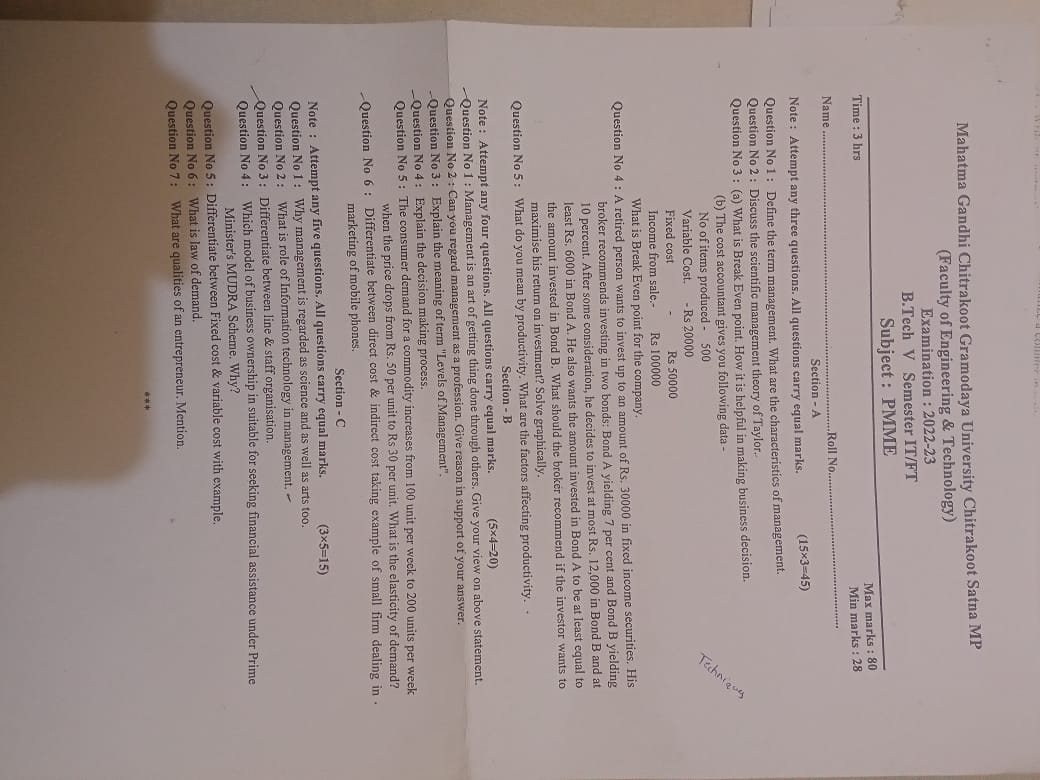 Mahatma Gandhi Chitrakoot Gramodaya University Chitrakoot Satna MP
(Faculty of Engineering & Technology)
Examination : 2022-23
B.Tech V Semester IT/FT
Subject : PMME
Time : 3 hrs
Max marks : 80
Min marks : 28
Name ........................................................................................Roll No..............................................
Section - A
Note : Attempt any three questions. All questions carry equal marks. (15×3=45)
Question No 1 : Define the term management. What are the characteristics of management.
Question No 2 : Discuss the scientific management theory of Taylor.
Question No 3 : (a) What is Break Even point. How it is helpful in making business decision.
(b) The cost accountant gives you following data -
No of items produced - 500
Variable Cost. - Rs 20000
Fixed cost - Rs 50000
Income from sale.- Rs 100000
What is Break Even point for the company.
Techniques
Question No 4 : A retired person wants to invest up to an amount of Rs. 30000 in fixed income securities. His
broker recommends investing in two bonds: Bond A yielding 7 per cent and Bond B yielding
10 percent. After some consideration, he decides to invest at most Rs. 12,000 in Bond B and at
least Rs. 6000 in Bond A. He also wants the amount invested in Bond A to be at least equal to
the amount invested in Bond B. What should the broker recommend if the investor wants to
maximise his return on investment? Solve graphically.
Question No 5 : What do you mean by productivity. What are the factors affecting productivity.
Section - B
Note : Attempt any four questions. All questions carry equal marks. (5×4=20)
Question No 1 : Management is an art of getting thing done through others. Give your view on above statement.
Question No 2 : Can you regard management as a profession. Give reason in support of your answer.
Question No 3 : Explain the meaning of term "Levels of Management".
Question No 4 : Explain the decision making process.
Question No 5 : The consumer demand for a commodity increases from 100 unit per week to 200 units per week
when the price drops from Rs. 50 per unit to Rs 30 per unit. What is the elasticity of demand?
Question No 6 : Differentiate between direct cost & indirect cost taking example of small firm dealing in
marketing of mobile phones.
Section - C
Note : Attempt any five questions. All questions carry equal marks. (3×5=15)
Question No 1 : Why management is regarded as science and as well as arts too.
Question No 2 : What is role of Information technology in management.
Question No 3 : Differentiate between line & staff organisation.
Question No 4 : Which model of business ownership in suitable for seeking financial assistance under Prime
Minister's MUDRA Scheme. Why?
Question No 5 : Differentiate between Fixed cost & variable cost with example.
Question No 6 : What is law of demand.
Question No 7 : What are qualities of an entrepreneur. Mention.
***